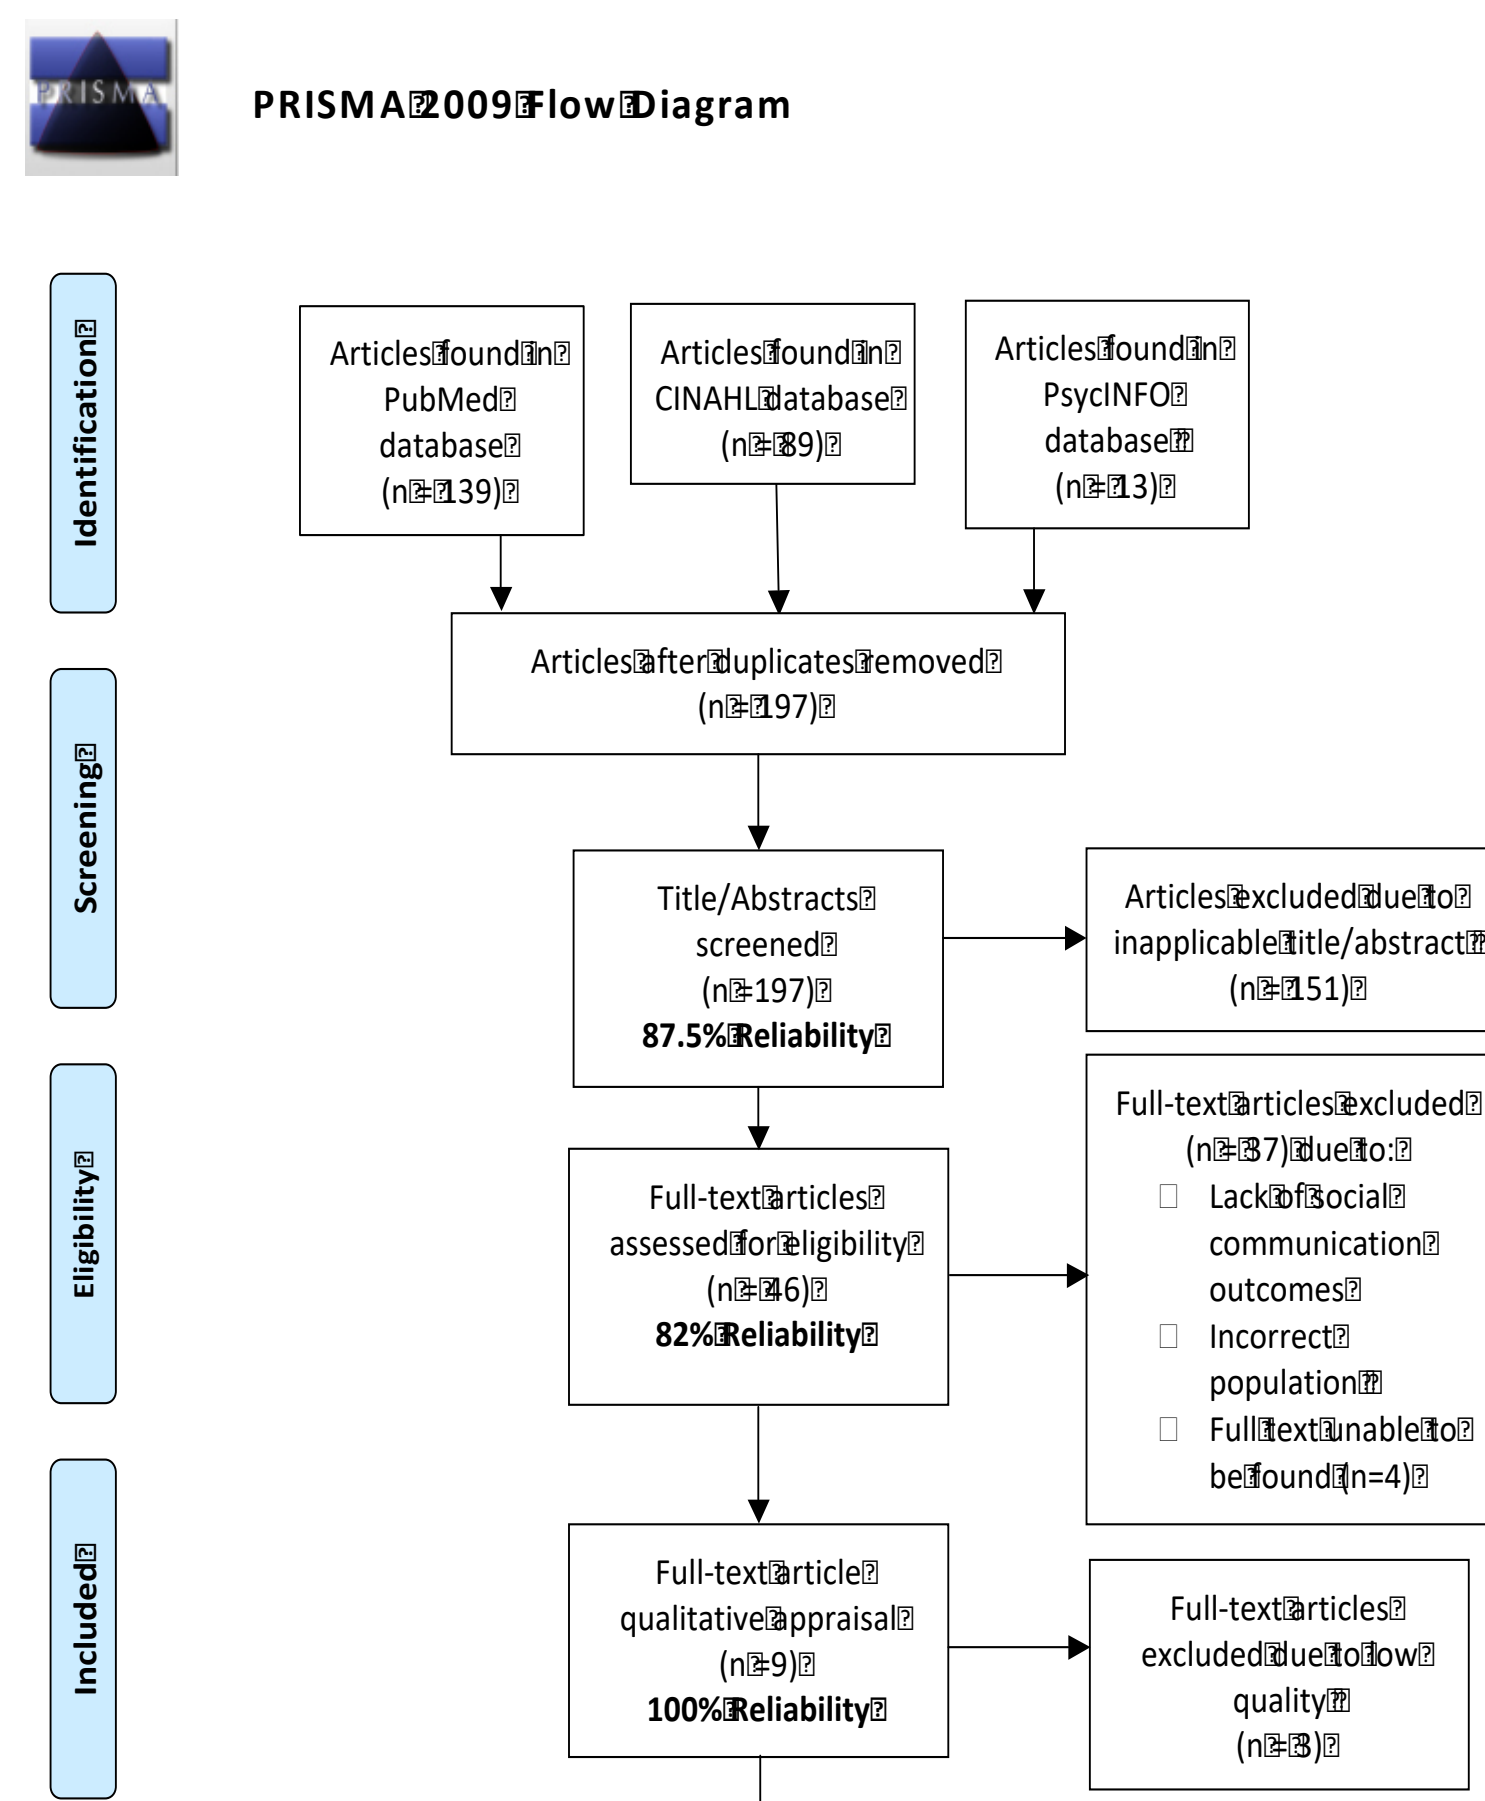 PRISMA
PRISMA 2009 Flow Diagram
Identification
Articles found in
PubMed
database
(n = 139)
Articles found in
CINAHL database
(n = 89)
Articles found in
PsycINFO
database
(n = 13)
Articles after duplicates removed
(n = 197)
Screening
Title/Abstracts
screened
(n =197)
87.5% Reliability
Articles excluded due to
inapplicable title/abstract
(n = 151)
Eligibility
Full-text articles
assessed for eligibility
(n = 46)
82% Reliability
Full-text articles excluded
(n = 37) due to:
Lack of social
communication
outcomes
Incorrect
population
Full text unable to
be found (n=4)
Included
Full-text article
qualitative appraisal
(n =9)
100% Reliability
Full-text articles
excluded due to low
quality
(n = 3)